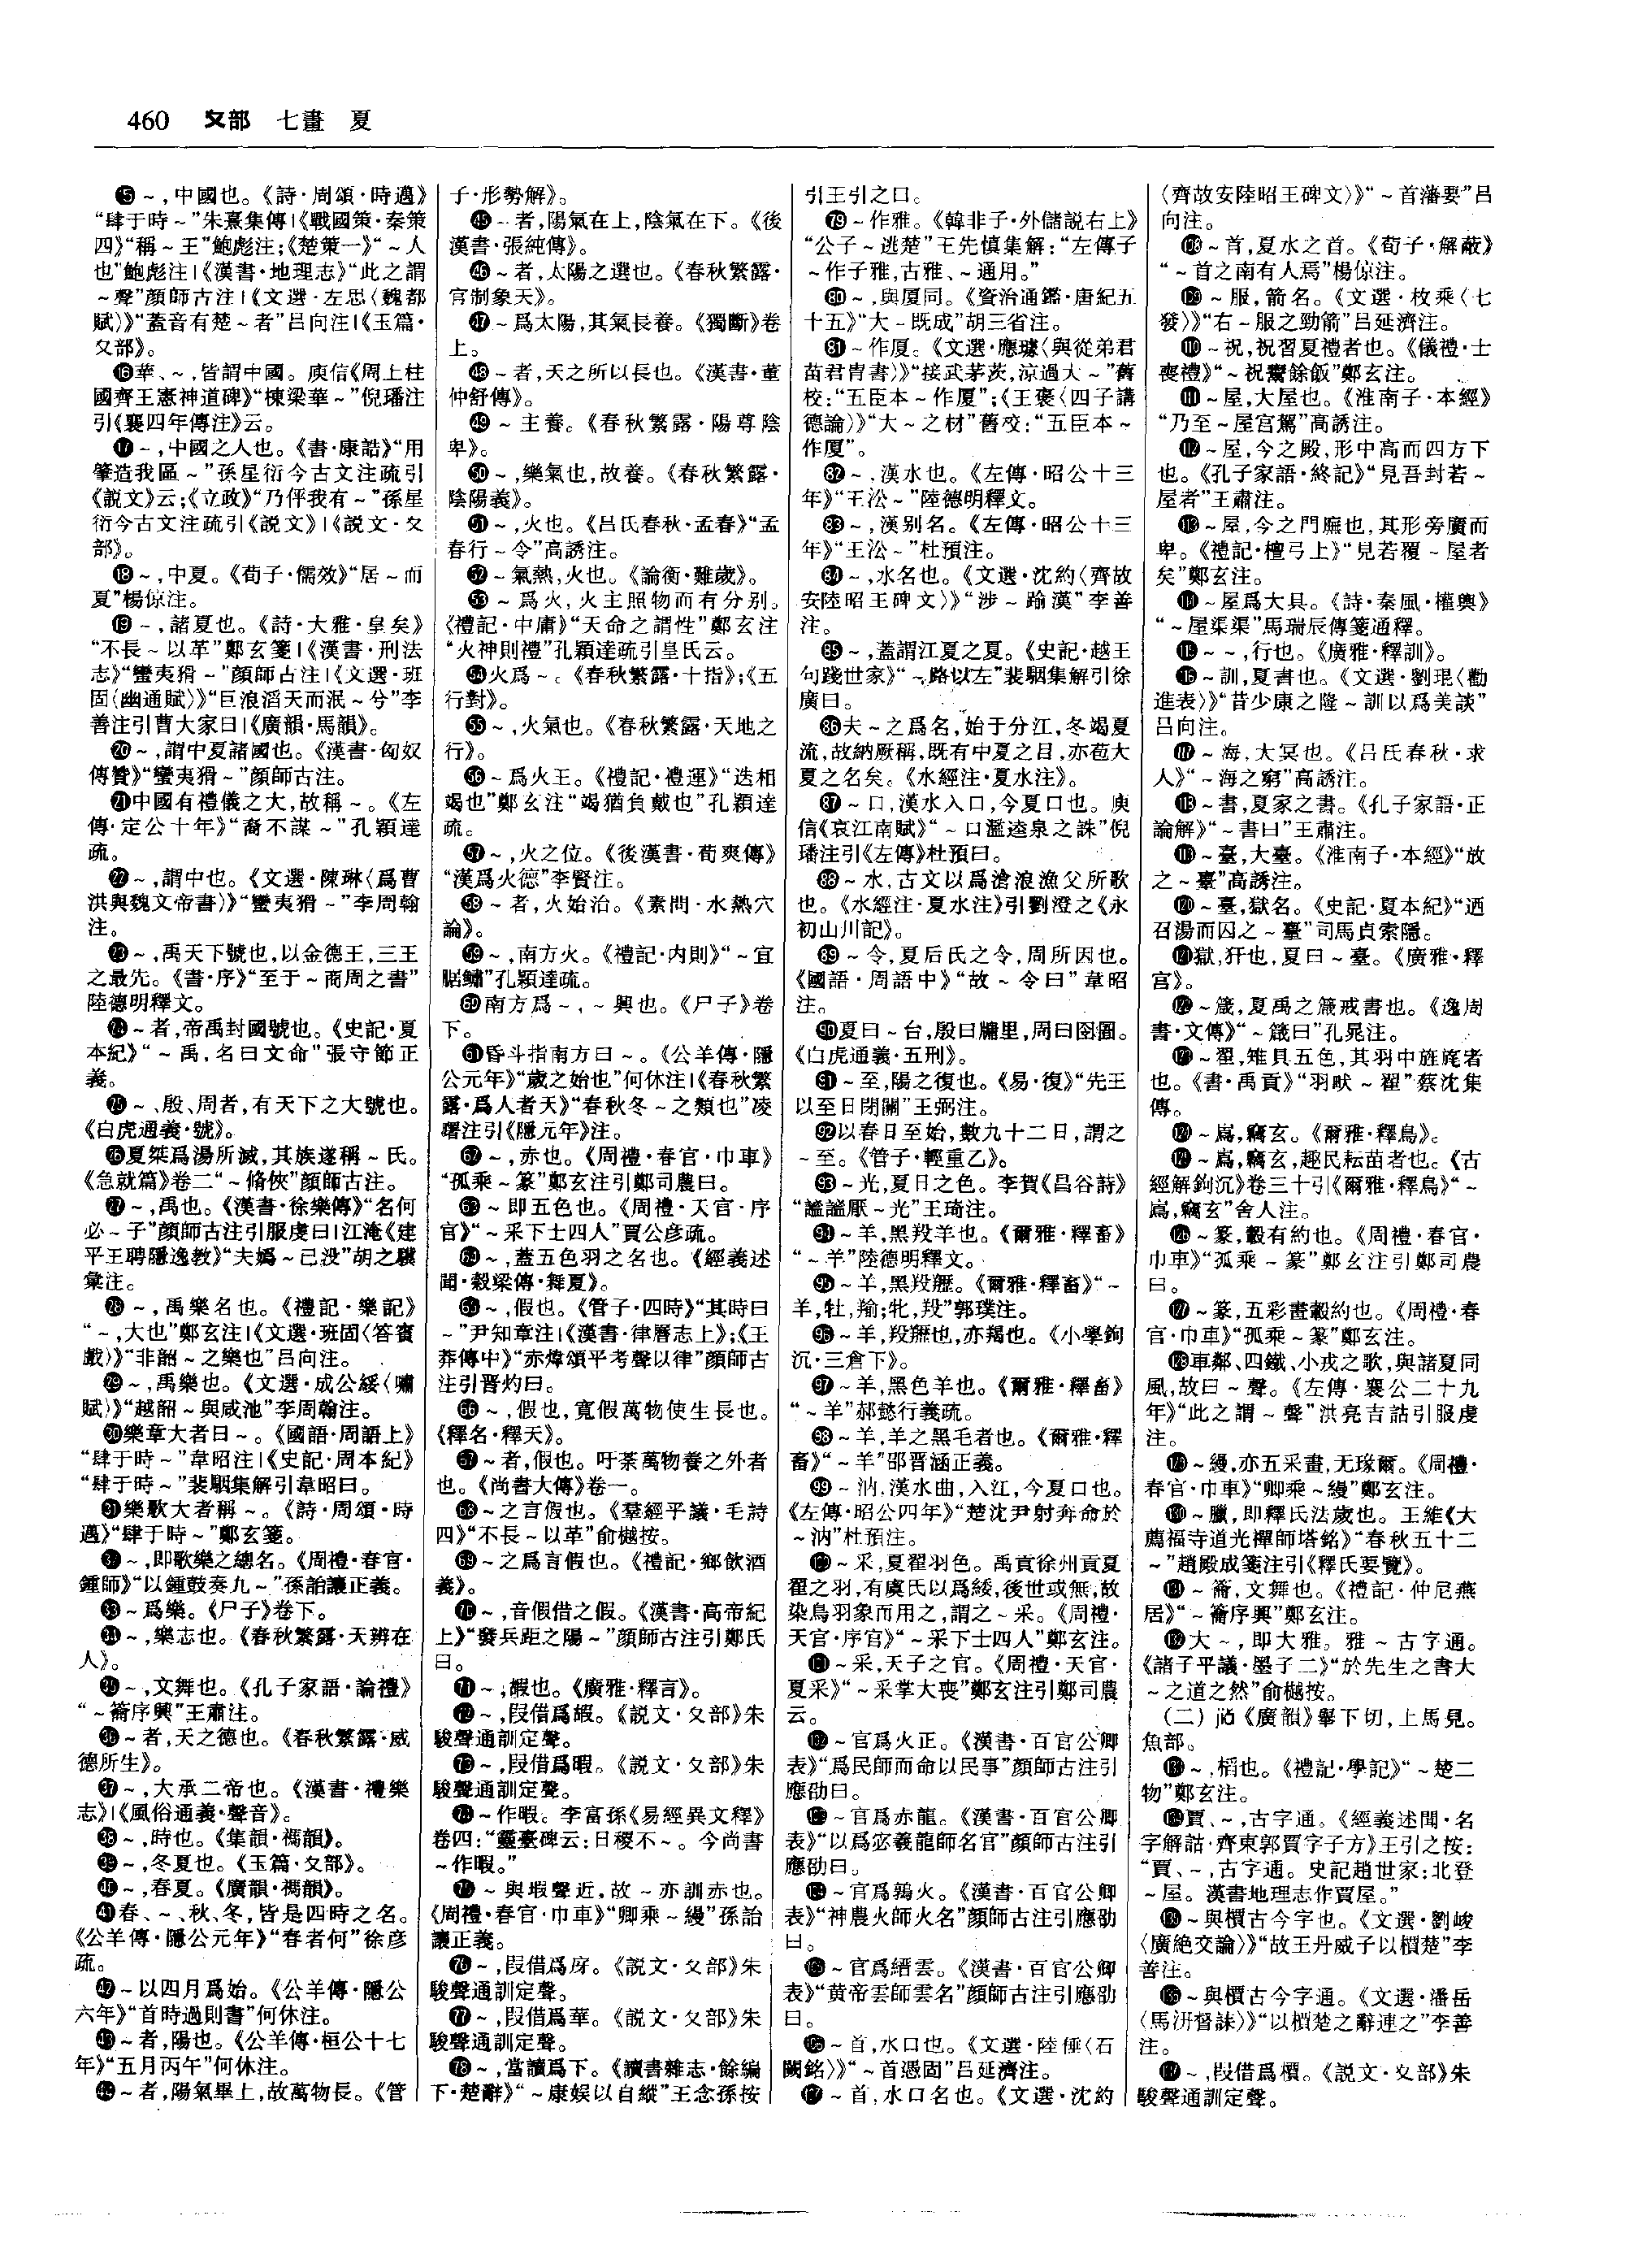 460 夊部 七畫 夏
⓯～,中國也。《詩·周頌·時邁》
“肆于時～”朱熹集傳|《戰國策·秦策
四》“稱～王”鮑彪注;《楚策一》“～人
也”鮑彪注|《漢書·地理志》“此之謂
～聲”顔師古注|《文選·左思〈魏都
賦〉》“蓋音有楚～者”吕向注|《玉篇·
夊部》。
⓰華、～,皆謂中國。庾信《周上柱
國齊王憲神道碑》“棟梁華～”倪璠注
引《襄四年傳注》云。
⓱～,中國之人也。《書·康誥》“用
肇造我區～”孫星衍今古文注疏引
《説文》云;《立政》“乃伻我有～”孫星
衍今古文注疏引《説文》|《説文·夊
部》。
⓲～,中夏。《荀子·儒效》“居～而
夏”楊倞注。
⓳～,諸夏也。《詩·大雅·皇矣》
“不長～以革”鄭玄箋|《漢書·刑法
志》“蠻夷猾～”顔師古注|《文選·班
固〈幽通賦〉》“巨浪滔天而泯～兮”李
善注引曹大家曰|《廣韻·馬韻》。
⓴～,謂中夏諸國也。《漢書·匈奴
傳贊》“蠻夷猾～”顔師古注。
㉑中國有禮儀之大,故稱～。《左
傳·定公十年》“裔不謀～”孔穎達
疏。
㉒～,謂中也。《文選·陳琳〈爲曹
洪與魏文帝書〉》“蠻夷猾～”李周翰
注。
㉓～,禹天下號也,以金德王,三王
之最先。《書·序》“至于～商周之書”
陸德明釋文。
㉔～者,帝禹封國號也。《史記·夏
本紀》“～禹,名曰文命”張守節正
義。
㉕～、殷、周者,有天下之大號也。
《白虎通義·號》。
㉖夏桀爲湯所滅,其族遂稱～氏。
《急就篇》卷二“～脩俠”顔師古注。
㉗～,禹也。《漢書·徐樂傳》“名何
必～子”顔師古注引服虔曰|江淹《建
平王聘隱逸教》“夫嬀～已没”胡之驥
彙注。
㉘～,禹樂名也。《禮記·樂記》
“～,大也”鄭玄注|《文選·班固〈答賓
戲〉》“非韶～之樂也”吕向注。
㉙～,禹樂也。《文選·成公綏〈嘯
賦〉》“越韶～與咸池”李周翰注。
㉚樂章大者曰～。《國語·周語上》
“肆于時～”韋昭注|《史記·周本紀》
“肆于時～”裴駰集解引韋昭曰。
㉛樂歌大者稱～。《詩·周頌·時
邁》“肆于時～”鄭玄箋。
㉜～,即歌樂之總名。《周禮·春官·
鍾師》“以鍾鼓奏九～”孫詒讓正義。
㉝～爲樂。《尸子》卷下。
㉞～,樂志也。《春秋繁露·天辨在
人》。
㉟～,文舞也。《孔子家語·論禮》
“～籥序興”王肅注。
㊱～者,天之德也。《春秋繁露·威
德所生》。
㊲～,大承二帝也。《漢書·禮樂
志》|《風俗通義·聲音》。
㊳～,時也。《集韻·禡韻》。
㊴～,冬夏也。《玉篇·夊部》。
㊵～,春夏。《廣韻·禡韻》。
㊶春、～、秋、冬,皆是四時之名。
《公羊傳·隱公元年》“春者何”徐彦
疏。
㊷～以四月爲始。《公羊傳·隱公
六年》“首時過則書”何休注。
㊸～者,陽也。《公羊傳·桓公十七
年》“五月丙午”何休注。
㊹～者,陽氣畢上,故萬物長。《管
子·形勢解》。
㊺～者,陽氣在上,陰氣在下。《後
漢書·張純傳》。
㊻～者,太陽之選也。《春秋繁露·
官制象天》。
㊼～爲太陽,其氣長養。《獨斷》卷
上。
㊽～者,天之所以長也。《漢書·董
仲舒傳》。
㊾～主養。《春秋繁露·陽尊陰
卑》。
㊿～,樂氣也,故養。《春秋繁露·
陰陽義》。
51～,火也。《吕氏春秋·孟春》“孟
春行～令”高誘注。
52～氣熱,火也。《論衡·難歲》。
53～爲火,火主照物而有分别。
《禮記·中庸》“天命之謂性”鄭玄注
“火神則禮”孔穎達疏引皇氏云。
54火爲～。《春秋繁露·十指》;《五
行對》。
55～,火氣也。《春秋繁露·天地之
行》。
56～爲火王。《禮記·禮運》“迭相
竭也”鄭玄注“竭猶負戴也”孔穎達
疏。
57～,火之位。《後漢書·荀爽傳》
“漢爲火德”李賢注。
58～者,火始治。《素問·水熱穴
論》。
59～,南方火。《禮記·内則》“～宜
腒鱐”孔穎達疏。
60南方爲～,～興也。《尸子》卷
下。
61昏斗指南方曰～。《公羊傳·隱
公元年》“歲之始也”何休注|《春秋繁
露·爲人者天》“春秋冬～之類也”凌
曙注引《隱元年》注。
62～,赤也。《周禮·春官·巾車》
“孤乘～篆”鄭玄注引鄭司農曰。
63～即五色也。《周禮·天官·序
官》“～采下士四人”賈公彦疏。
64～,蓋五色羽之名也。《經義述
聞·穀梁傳·舞夏》。
65～,假也。《管子·四時》“其時曰
～”尹知章注|《漢書·律曆志上》;《王
莽傳中》“赤煒頌平考聲以律”顔師古
注引晋灼曰。
66～,假也,寬假萬物使生長也。
《釋名·釋天》。
67～者,假也。吁荼萬物養之外者
也。《尚書大傳》卷一。
68～之言假也。《羣經平議·毛詩
四》“不長～以革”俞樾按。
69～之爲言假也。《禮記·鄉飲酒
義》。
70～,音假借之假。《漢書·高帝紀
上》“發兵距之陽～”顔師古注引鄭氏
曰。
71～,嘏也。《廣雅·釋言》。
72～,叚借爲嘏。《説文·夊部》朱
駿聲通訓定聲。
73～,叚借爲暇。《説文·夊部》朱
駿聲通訓定聲。
74～作暇。李富孫《易經異文釋》
卷四:“靈臺碑云:日稷不～。今尚書
～作暇。”
75～與瑕聲近,故～亦訓赤也。
《周禮·春官·巾車》“卿乘～縵”孫詒
讓正義。
76～,叚借爲房。《説文·夊部》朱
駿聲通訓定聲。
77～,叚借爲華。《説文·夊部》朱
駿聲通訓定聲。
78～,當讀爲下。《讀書雜志·餘編
下·楚辭》“～康娱以自縱”王念孫按
引王引之曰。
79～作雅。《韓非子·外儲説右上》
“公子～逃楚”王先慎集解:“左傳子
～作子雅,古雅、～通用。”
80～,與厦同。《資治通鑑·唐紀五
十五》“大～既成”胡三省注。
81～作厦。《文選·應璩〈與從弟君
苗君胄書〉》“接武茅茨,涼過大～”舊
校:“五臣本～作厦”;《王褒〈四子講
德論〉》“大～之材”舊校:“五臣本～
作厦”。
82～,漢水也。《左傳·昭公十三
年》“王㳂～”陸德明釋文。
83～,漢别名。《左傳·昭公十三
年》“王㳂～”杜預注。
84～,水名也。《文選·沈約〈齊故
安陸昭王碑文〉》“涉～踰漢”李善
注。
85～,蓋謂江夏之夏。《史記·越王
句踐世家》“～路以左”裴駰集解引徐
廣曰。
86夫～之爲名,始于分江,冬竭夏
流,故納厥稱,既有中夏之目,亦苞大
夏之名矣。《水經注·夏水注》。
87～口,漢水入口,今夏口也。庾
信《哀江南賦》“～口濫逵泉之誅”倪
璠注引《左傳》杜預曰。
88～水,古文以爲滄浪漁父所歌
也。《水經注·夏水注》引劉澄之《永
初山川記》。
89～令,夏后氏之令,周所因也。
《國語·周語中》“故～令曰”韋昭
注。
90夏曰～台,殷曰牖里,周曰囹圄。
《白虎通義·五刑》。
91～至,陽之復也。《易·復》“先王
以至日閉關”王弼注。
92以春日至始,數九十二日,謂之
～至。《管子·輕重乙》。
93～光,夏日之色。李賀《昌谷詩》
“謐謐厭～光”王琦注。
94～羊,黑羖羊也。《爾雅·釋畜》
“～羊”陸德明釋文。
95～羊,黑羖䍽。《爾雅·釋畜》“～
羊,牡,羭;牝,羖”郭璞注。
96～羊,羖䍽也,亦羯也。《小學鉤
沉·三倉下》。
97～羊,黑色羊也。《爾雅·釋畜》
“～羊”郝懿行義疏。
98～羊,羊之黑毛者也。《爾雅·釋
畜》“～羊”邵晋涵正義。
99～汭,漢水曲,入江,今夏口也。
《左傳·昭公四年》“楚沈尹射奔命於
～汭”杜預注。
100～采,夏翟羽色。禹貢徐州貢夏
翟之羽,有虞氏以爲緌,後世或無,故
染鳥羽象而用之,謂之～采。《周禮·
天官·序官》“～采下士四人”鄭玄注。
101～采,天子之官。《周禮·天官·
夏采》“～采掌大喪”鄭玄注引鄭司農
云。
102～官爲火正。《漢書·百官公卿
表》“爲民師而命以民事”顔師古注引
應劭曰。
103～官爲赤龍。《漢書·百官公卿
表》“以爲宓羲龍師名官”顔師古注引
應劭曰。
104～官爲鶉火。《漢書·百官公卿
表》“神農火師火名”顔師古注引應劭
曰。
105～官爲縉雲。《漢書·百官公卿
表》“黄帝雲師雲名”顔師古注引應劭
曰。
106～首,水口也。《文選·陸倕〈石
闕銘〉》“～首憑固”吕延濟注。
107～首,水口名也。《文選·沈約
〈齊故安陸昭王碑文〉》“～首藩要”吕
向注。
108～首,夏水之首。《荀子·解蔽》
“～首之南有人焉”楊倞注。
109～服,箭名。《文選·枚乘〈七
發〉》“右～服之勁箭”吕延濟注。
110～祝,祝習夏禮者也。《儀禮·士
喪禮》“～祝鬻餘飯”鄭玄注。
111～屋,大屋也。《淮南子·本經》
“乃至～屋宫駕”高誘注。
112～屋,今之殿,形中高而四方下
也。《孔子家語·終記》“見吾封若～
屋者”王肅注。
113～屋,今之門廡也,其形旁廣而
卑。《禮記·檀弓上》“見若覆～屋者
矣”鄭玄注。
114～屋爲大具。《詩·秦風·權輿》
“～屋渠渠”馬瑞辰傳箋通釋。
115～～,行也。《廣雅·釋訓》。
116～訓,夏書也。《文選·劉琨〈勸
進表〉》“昔少康之隆～訓以爲美談”
吕向注。
117～海,大冥也。《吕氏春秋·求
人》“～海之窮”高誘注。
118～書,夏家之書。《孔子家語·正
論解》“～書曰”王肅注。
119～臺,大臺。《淮南子·本經》“放
之～臺”高誘注。
120～臺,獄名。《史記·夏本紀》“迺
召湯而囚之～臺”司馬貞索隱。
121獄,犴也,夏曰～臺。《廣雅·釋
宫》。
122～箴,夏禹之箴戒書也。《逸周
書·文傳》“～箴曰”孔晁注。
123～翟,雉具五色,其羽中旌旄者
也。《書·禹貢》“羽畎～翟”蔡沈集
傳。
124～鳸,竊玄。《爾雅·釋鳥》。
125～鳸,竊玄,趣民耘苗者也。《古
經解鉤沉》卷三十引《爾雅·釋鳥》“～
鳸,竊玄”舍人注。
126～篆,轂有約也。《周禮·春官·
巾車》“孤乘～篆”鄭玄注引鄭司農
曰。
127～篆,五彩畫轂約也。《周禮·春
官·巾車》“孤乘～篆”鄭玄注。
128車鄰、四鐵、小戎之歌,與諸夏同
風,故曰～聲。《左傳·襄公二十九
年》“此之謂～聲”洪亮吉詁引服虔
注。
129～縵,亦五采畫,无瑑爾。《周禮·
春官·巾車》“卿乘～縵”鄭玄注。
130～臘,即釋氏法歲也。王維《大
薦福寺道光禪師塔銘》“春秋五十二
～”趙殿成箋注引《釋氏要覽》。
131～籥,文舞也。《禮記·仲尼燕
居》“～籥序興”鄭玄注。
132大～,即大雅。雅～古字通。
《諸子平議·墨子二》“於先生之書大
～之道之然”俞樾按。
(二) jiǎ《廣韻》舉下切,上馬見。
魚部。
133～,榎也。《禮記·學記》“～楚二
物”鄭玄注。
134賈、～,古字通。《經義述聞·名
字解詁·齊東郭賈字子方》王引之按:
“賈、～,古字通。史記趙世家:北登
～屋。漢書地理志作賈屋。”
135～與檟古今字也。《文選·劉峻
〈廣絶交論〉》“故王丹威子以檟楚”李
善注。
136～與檟古今字通。《文選·潘岳
〈馬汧督誄〉》“以檟楚之辭連之”李善
注。
137～,叚借爲檟。《説文·夊部》朱
駿聲通訓定聲。